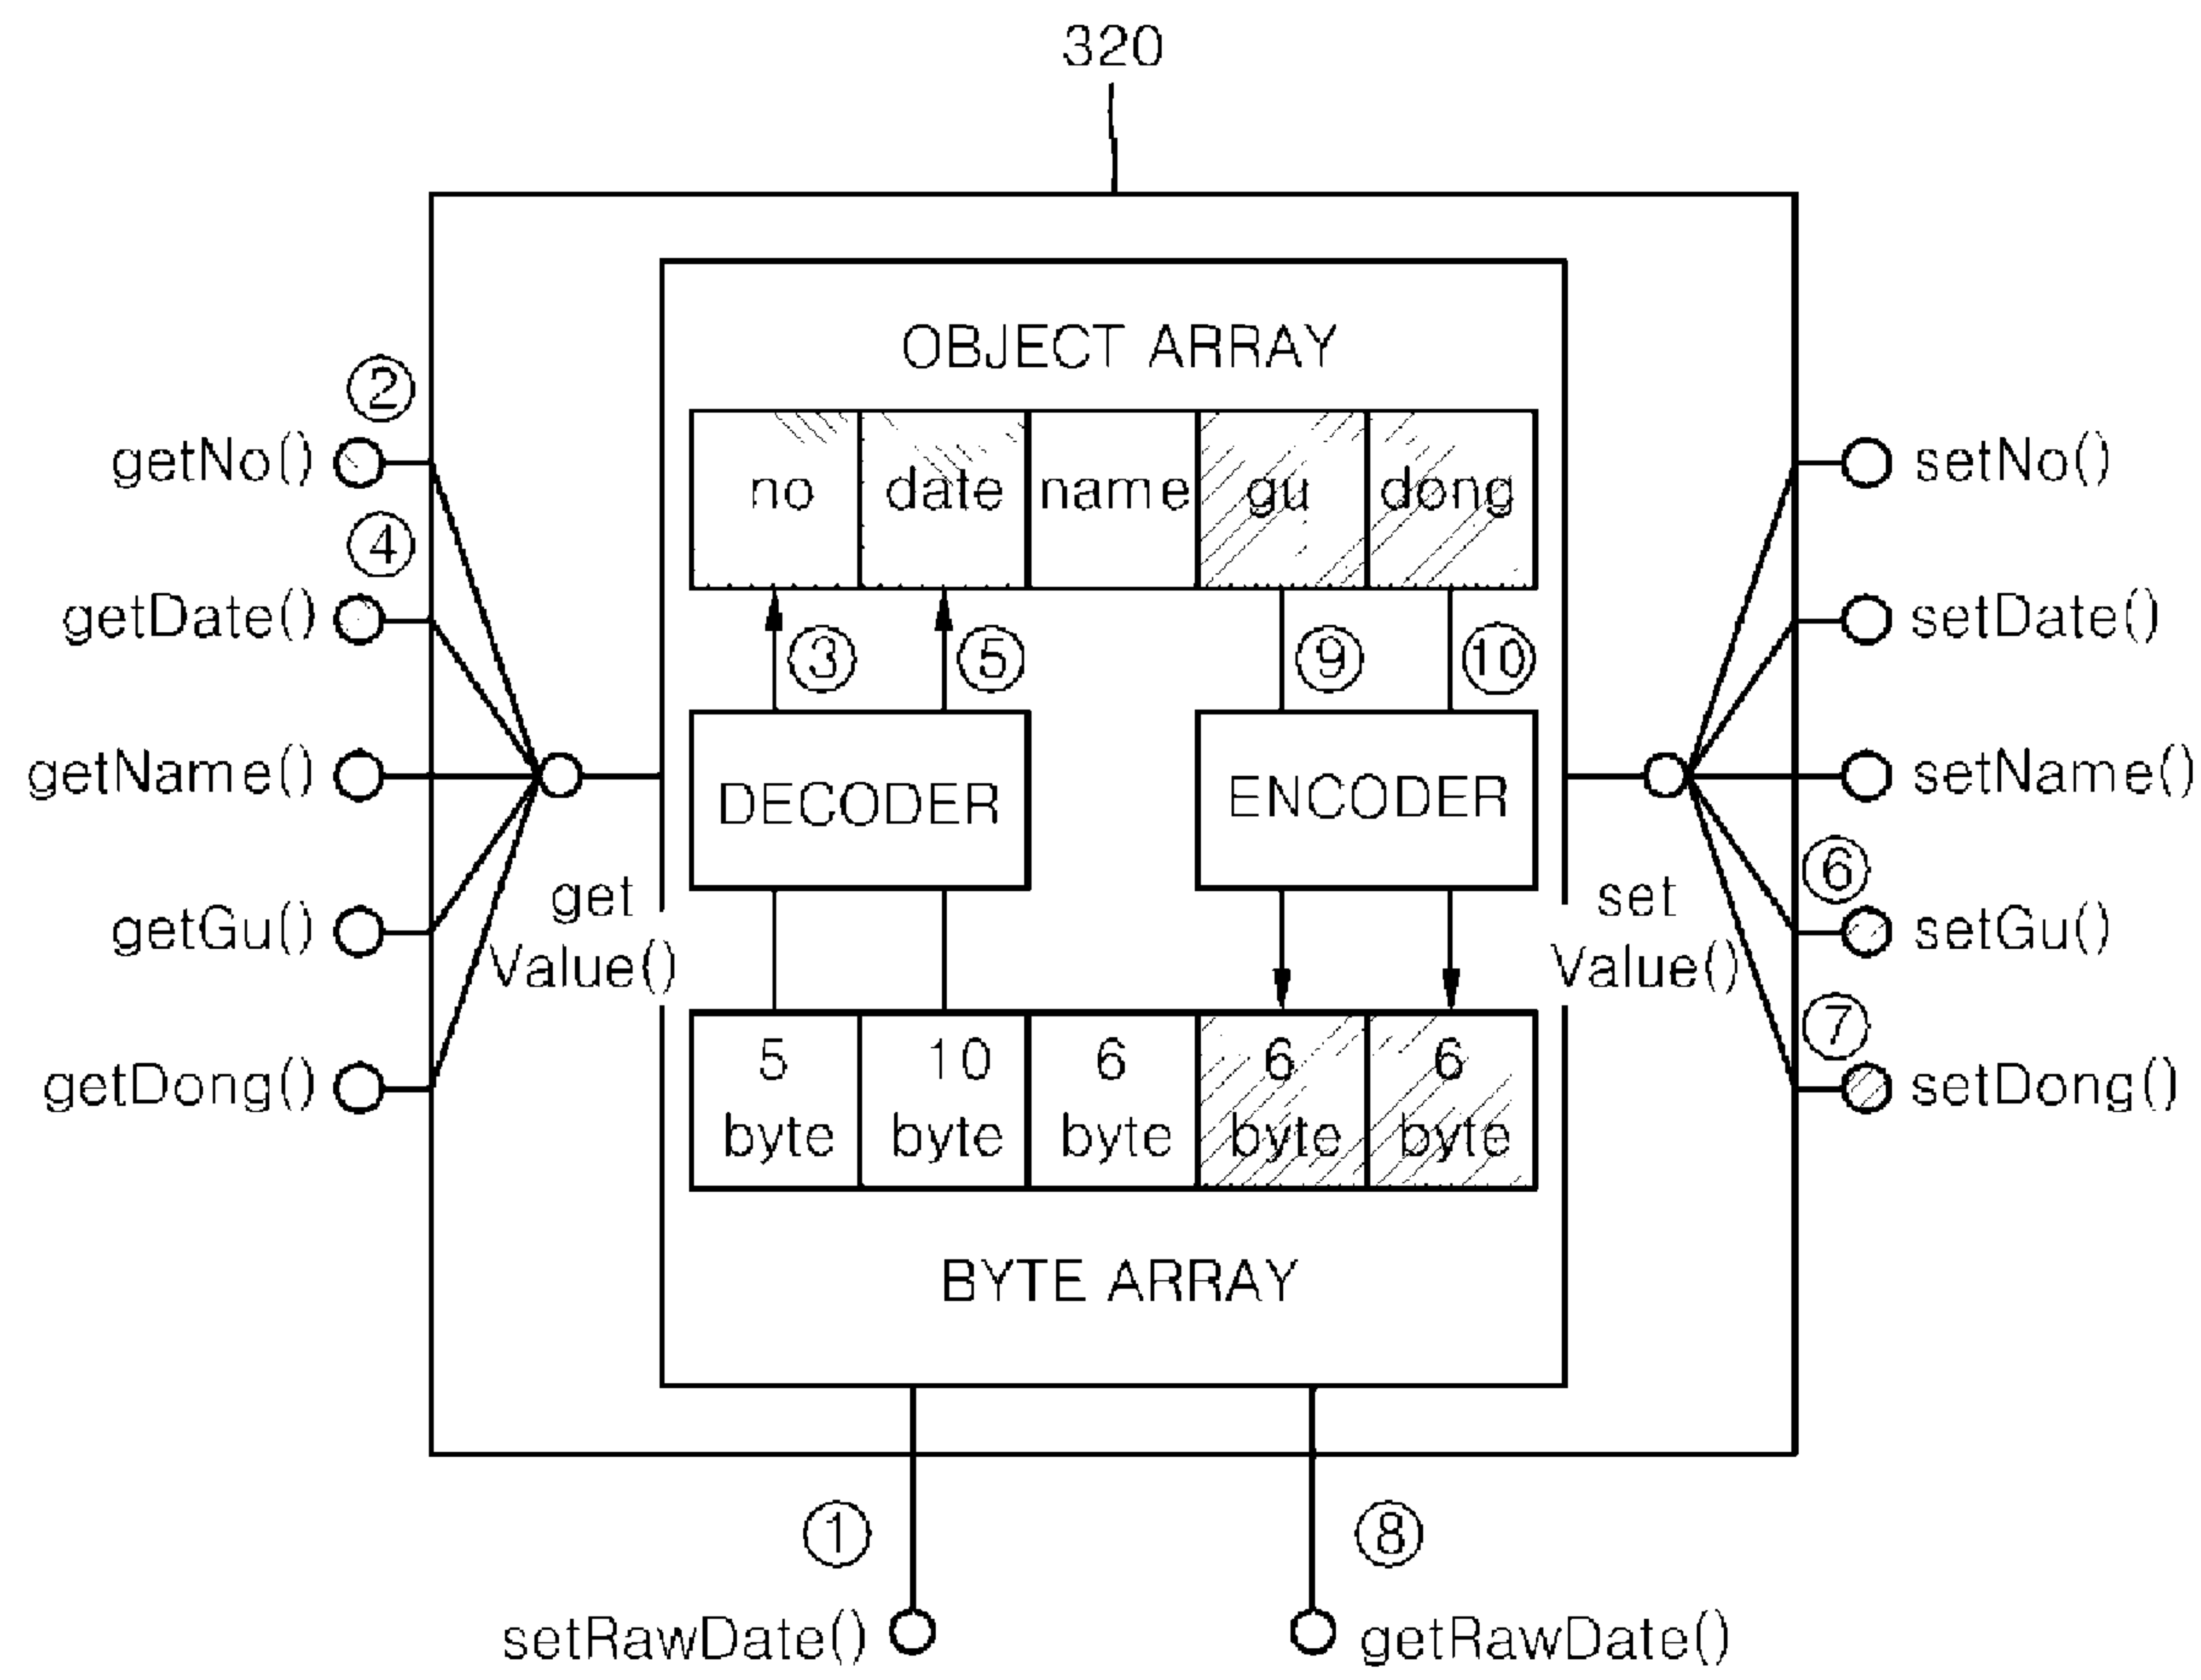 320
OBJECT ARRAY
②
getNo()
no date name gu dong
setNo()
④
getDate()
③ ⑤ ⑨ ⑩
setDate()
getName()
DECODER
ENCODER
setName()
⑥
getGu()
get
Value()
set
Value()
setGu()
⑦
getDong()
5 10 6 6 6
byte byte byte byte byte
setDong()
BYTE ARRAY
①
⑧
setRawDate()
getRawDate()